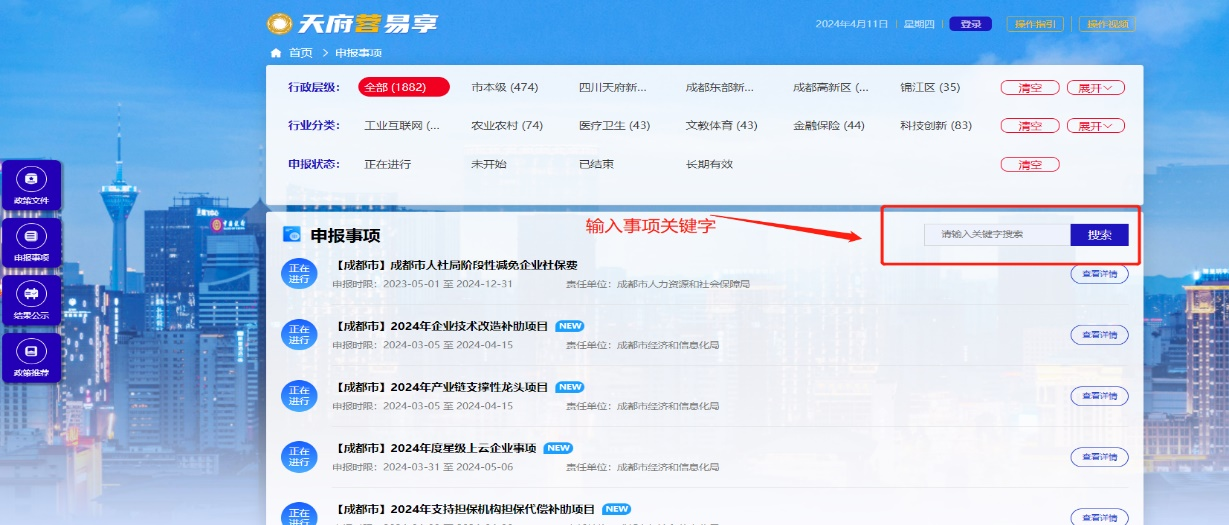 天府蓉易享
2024年4月11日 | 星期四 | 登录 操作指引 | 操作视频
首页 > 申报事项
行政层级: 全部 (1882) 市本级 (474) 四川天府新... 成都东部新... 成都高新区 (... 锦江区 (35) 清空 展开
行业分类: 工业互联网 (... 农业农村 (74) 医疗卫生 (43) 文教体育 (43) 金融保险 (44) 科技创新 (83) 清空 展开
申报状态: 正在进行 未开始 已结束 长期有效 清空
政策文件
申报事项
结果公示
政策推荐
中国银行
申报事项 输入事项关键字 请输入关键字搜索 搜索
正在进行 【成都市】成都市人社局阶段性减免企业社保费 查看详情
申报时限: 2023-05-01 至 2024-12-31 责任单位: 成都市人力资源和社会保障局
正在进行 【成都市】2024年企业技术改造补助项目 NEW 查看详情
申报时限: 2024-03-05 至 2024-04-15 责任单位: 成都市经济和信息化局
正在进行 【成都市】2024年产业链支撑性龙头项目 NEW 查看详情
申报时限: 2024-03-05 至 2024-04-15 责任单位: 成都市经济和信息化局
正在进行 【成都市】2024年度星级上云企业事项 NEW 查看详情
申报时限: 2024-03-31 至 2024-05-06 责任单位: 成都市经济和信息化局
正在进行 【成都市】2024年支持担保机构担保代偿补助项目 NEW 查看详情